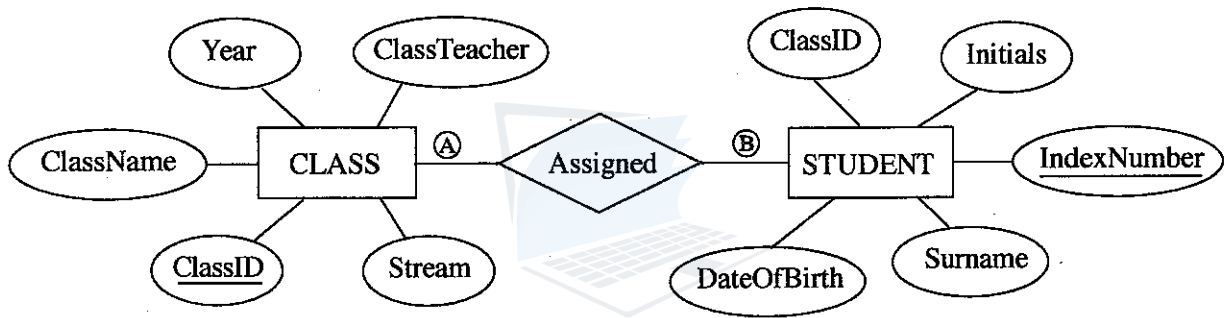 Year
ClassTeacher
ClassID
Initials
ClassName
CLASS
A
Assigned
B
STUDENT
IndexNumber
ClassID
Stream
DateOfBirth
Surname